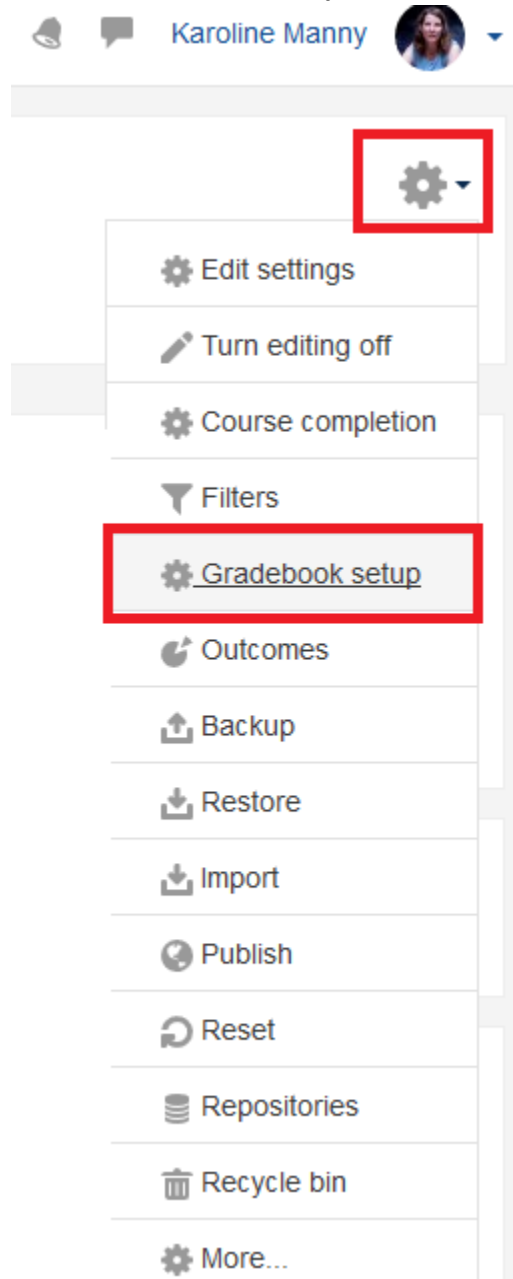 Karoline Manny
Edit settings
Turn editing off
Course completion
Filters
Gradebook setup
Outcomes
Backup
Restore
Import
Publish
Reset
Repositories
Recycle bin
More...